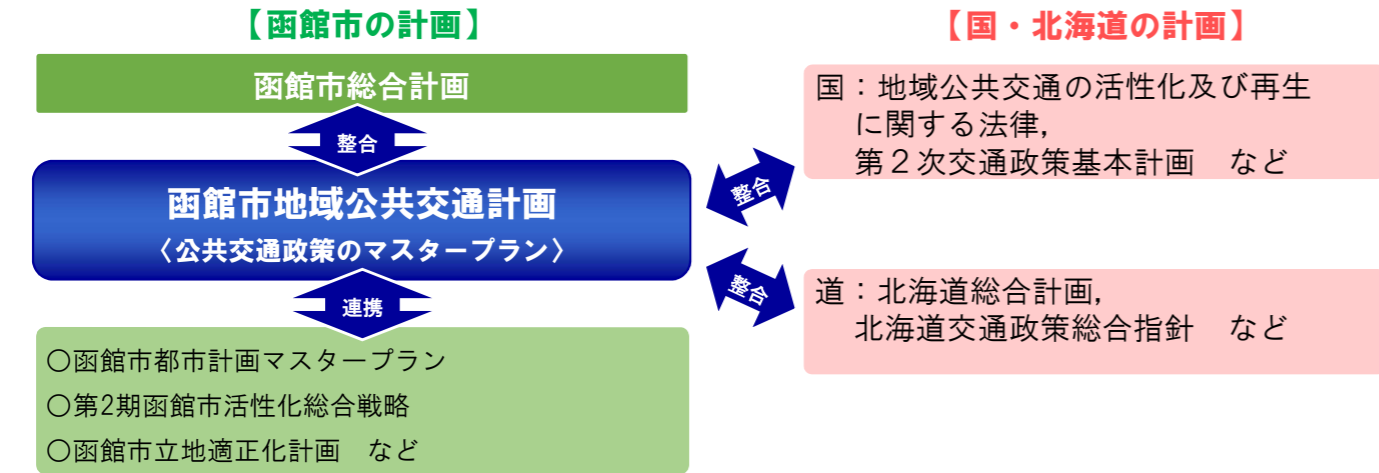 【函館市の計画】
函館市総合計画
整合
函館市地域公共交通計画
〈公共交通政策のマスタープラン〉
連携
〇函館市都市計画マスタープラン
〇第2期函館市活性化総合戦略
〇函館市立地適正化計画　など
【国・北海道の計画】
整合
国：地域公共交通の活性化及び再生
に関する法律，
第２次交通政策基本計画　など
整合
道：北海道総合計画，
北海道交通政策総合指針　など